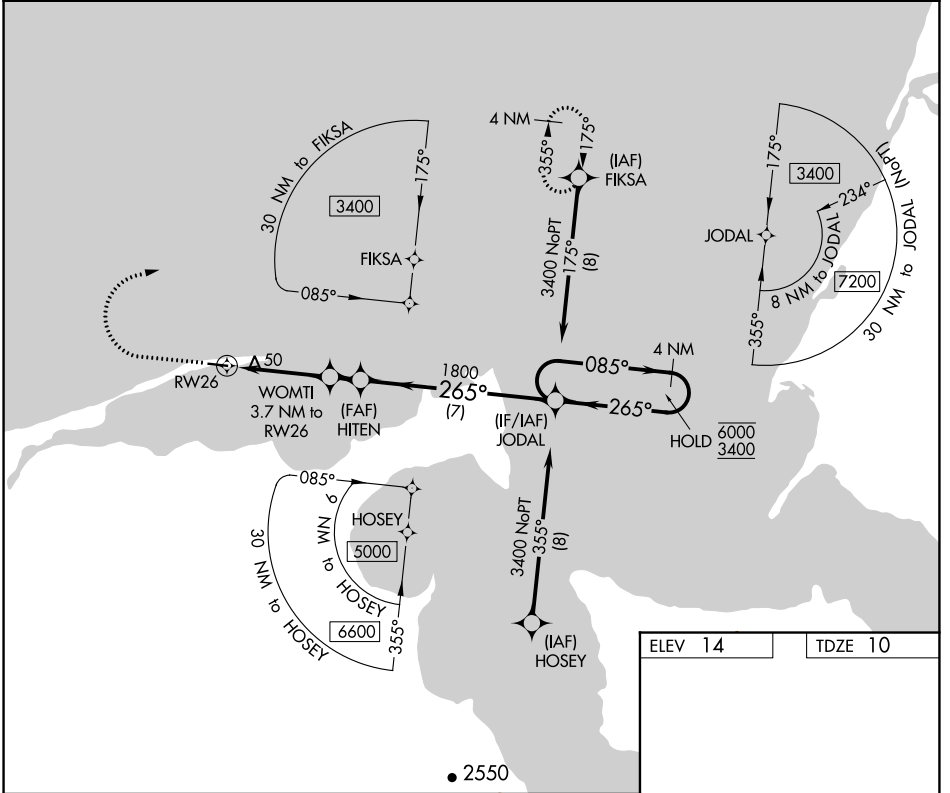 30 NM to FIKSA
175°
3400
FIKSA
085°
4 NM
355°
175°
(IAF)
FIKSA
3400 NoPT
175°
(8)
175°
3400
234°
JODAL
8 NM to JODAL
7200
30 NM to JODAL (NoPT)
355°
RW26
50
WOMTI
3.7 NM to
RW26
(FAF)
HITEN
1800
265°
(7)
(IF/IAF)
JODAL
085°
4 NM
265°
HOLD
6000
3400
085°
HOSEY
9 NM to HOSEY
5000
30 NM to HOSEY
6600
355°
3400 NoPT
355°
(8)
(IAF)
HOSEY
2550
ELEV 14
TDZE 10